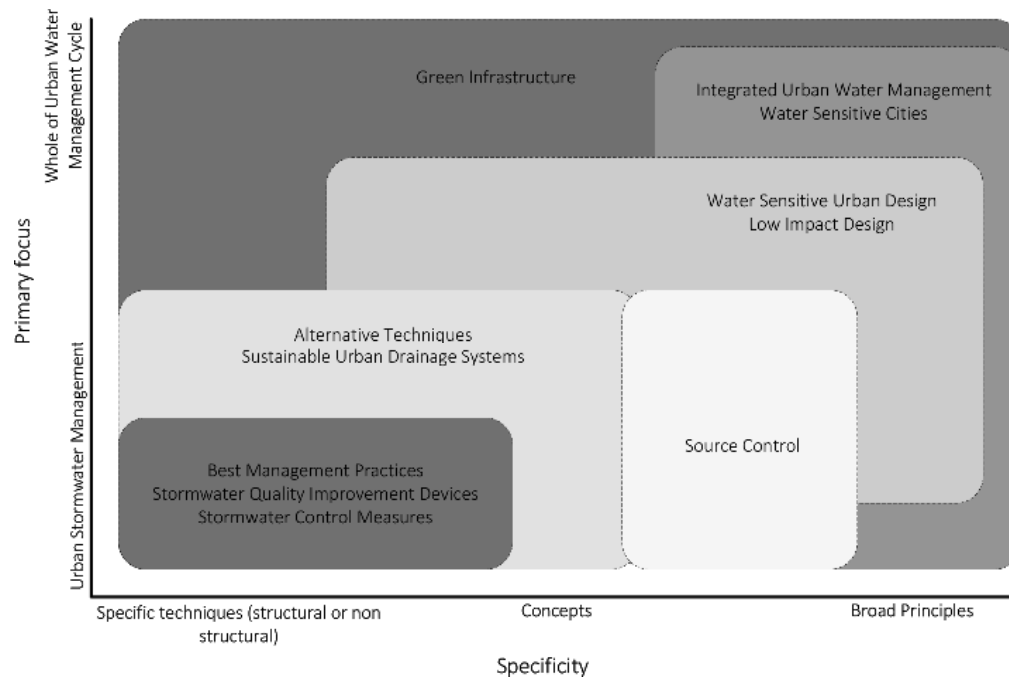 Whole of Urban Water
Management Cycle
Primary focus
Urban Stormwater Management
Green Infrastructure
Integrated Urban Water Management
Water Sensitive Cities
Water Sensitive Urban Design
Low Impact Design
Alternative Techniques
Sustainable Urban Drainage Systems
Source Control
Best Management Practices
Stormwater Quality Improvement Devices
Stormwater Control Measures
Specific techniques (structural or non
structural)
Concepts
Broad Principles
Specificity